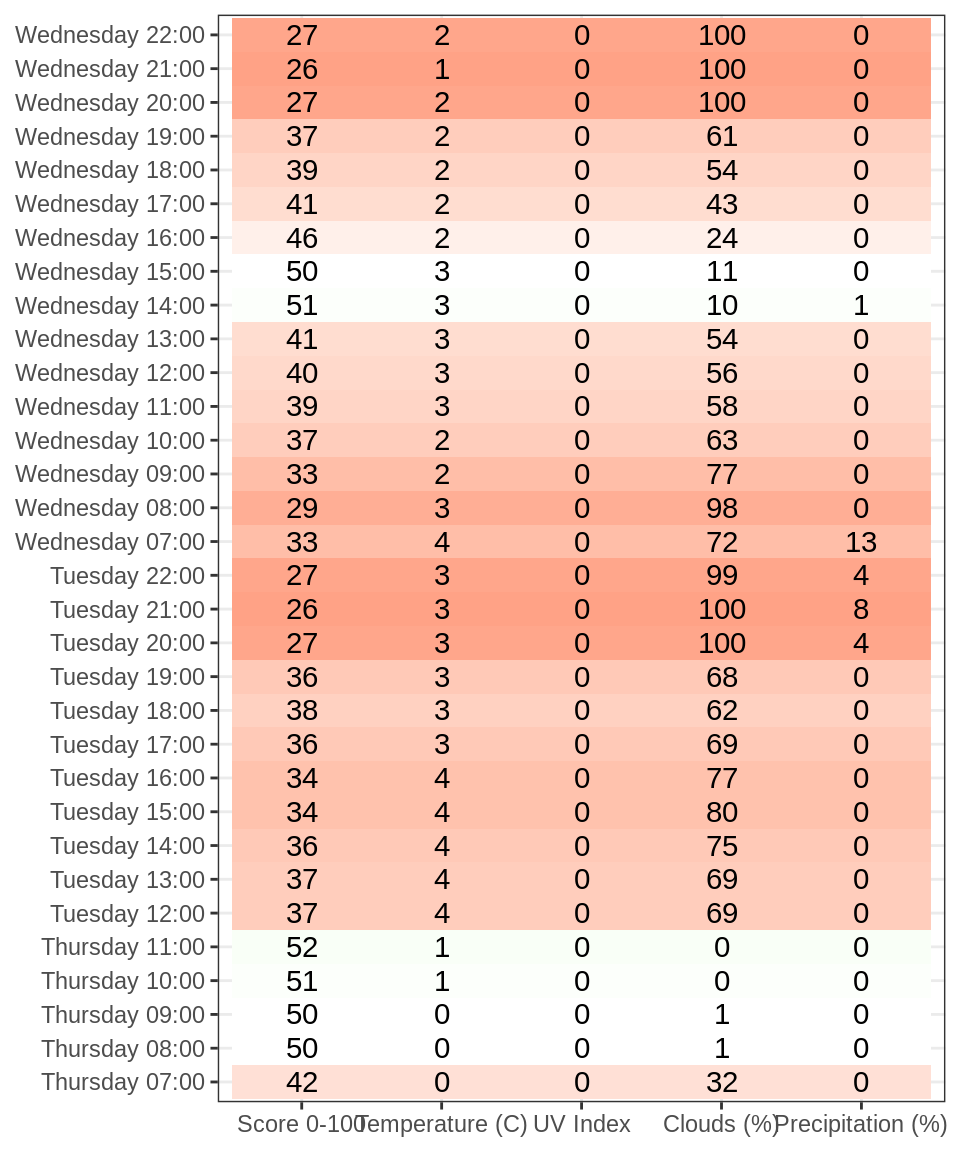 Wednesday 22:00 27 2 0 100 0
Wednesday 21:00 26 1 0 100 0
Wednesday 20:00 27 2 0 100 0
Wednesday 19:00 37 2 0 61 0
Wednesday 18:00 39 2 0 54 0
Wednesday 17:00 41 2 0 43 0
Wednesday 16:00 46 2 0 24 0
Wednesday 15:00 50 3 0 11 0
Wednesday 14:00 51 3 0 10 1
Wednesday 13:00 41 3 0 54 0
Wednesday 12:00 40 3 0 56 0
Wednesday 11:00 39 3 0 58 0
Wednesday 10:00 37 2 0 63 0
Wednesday 09:00 33 2 0 77 0
Wednesday 08:00 29 3 0 98 0
Wednesday 07:00 33 4 0 72 13
Tuesday 22:00 27 3 0 99 4
Tuesday 21:00 26 3 0 100 8
Tuesday 20:00 27 3 0 100 4
Tuesday 19:00 36 3 0 68 0
Tuesday 18:00 38 3 0 62 0
Tuesday 17:00 36 3 0 69 0
Tuesday 16:00 34 4 0 77 0
Tuesday 15:00 34 4 0 80 0
Tuesday 14:00 36 4 0 75 0
Tuesday 13:00 37 4 0 69 0
Tuesday 12:00 37 4 0 69 0
Thursday 11:00 52 1 0 0 0
Thursday 10:00 51 1 0 0 0
Thursday 09:00 50 0 0 1 0
Thursday 08:00 50 0 0 1 0
Thursday 07:00 42 0 0 32 0
Score 0-100 Temperature (C) UV Index Clouds (%) Precipitation (%)